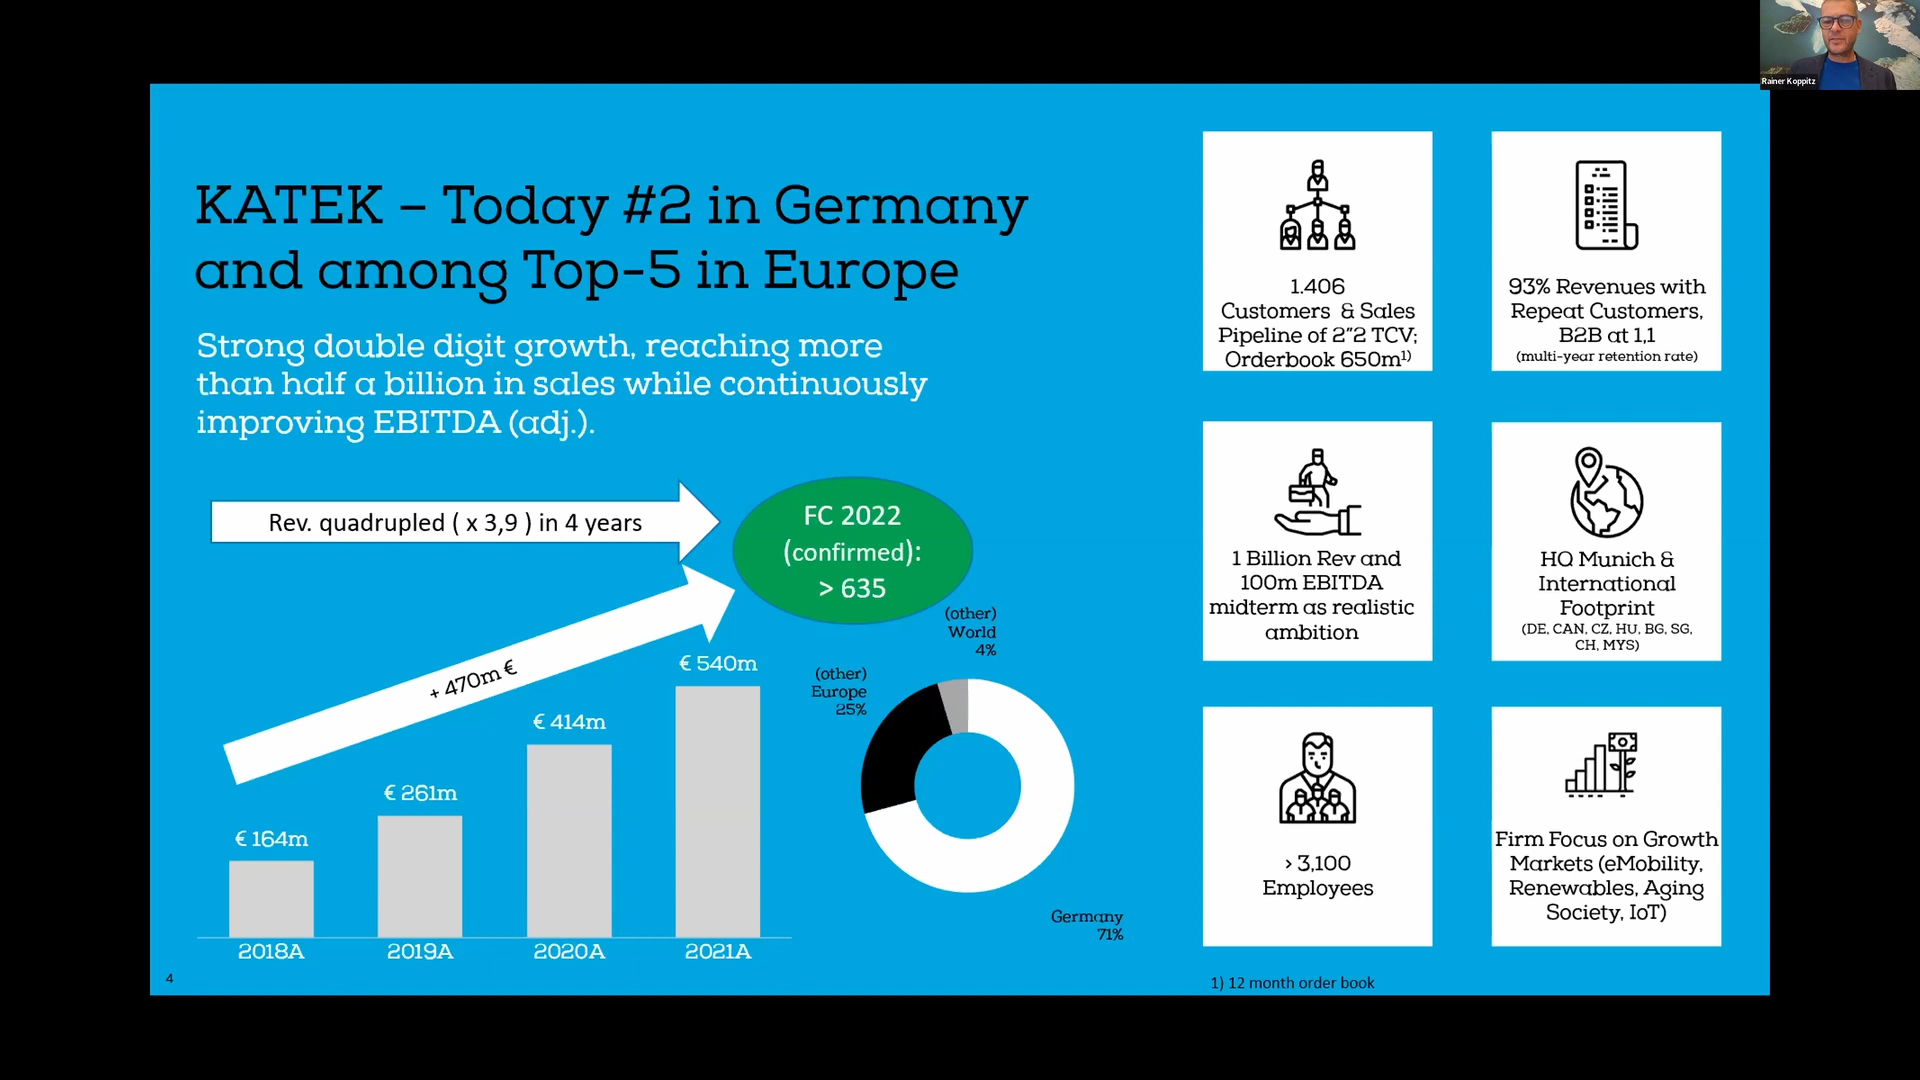 Rainer Koppitz
KATEK – Today #2 in Germany
and among Top-5 in Europe
Strong double digit growth, reaching more
than half a billion in sales while continuously
improving EBITDA (adj.).
Rev. quadrupled ( x 3,9 ) in 4 years
FC 2022
(confirmed):
> 635
+ 470m €
€ 164m
€ 261m
€ 414m
€ 540m
2018A
2019A
2020A
2021A
(other)
World
4%
(other)
Europe
25%
Germany
71%
1.406
Customers & Sales
Pipeline of 2"2 TCV;
Orderbook 650m1)
93% Revenues with
Repeat Customers,
B2B at 1,1
(multi-year retention rate)
1 Billion Rev and
100m EBITDA
midterm as realistic
ambition
HQ Munich &
International
Footprint
(DE, CAN, CZ, HU, BG, SG,
CH, MYS)
> 3,100
Employees
Firm Focus on Growth
Markets (eMobility,
Renewables, Aging
Society, IoT)
4
1) 12 month order book